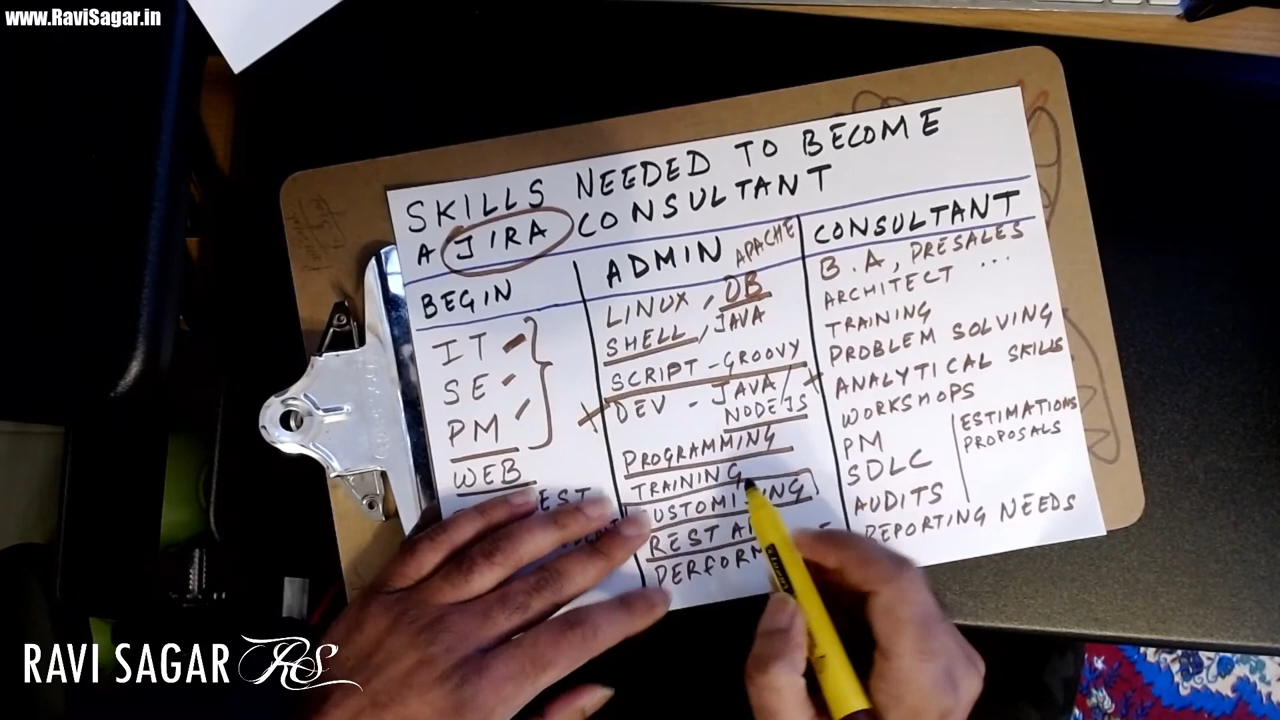 www.RaviSagar.in
SKILLS NEEDED TO BECOME
A JIRA CONSULTANT
BEGIN
IT
SE
PM
WEB
ADMIN APACHE
LINUX, DB
SHELL, JAVA
SCRIPT - GROOVY
DEV - JAVA/
NODEJS
PROGRAMMING
TRAINING
REST
CONSULTANT
B.A, PRESALES
ARCHITECT ...
TRAINING
PROBLEM SOLVING
ANALYTICAL SKILLS
WORKSHOPS
PM
SDLC
AUDITS
ESTIMATIONS
PROPOSALS
REPORTING NEEDS
RAVI SAGAR RS